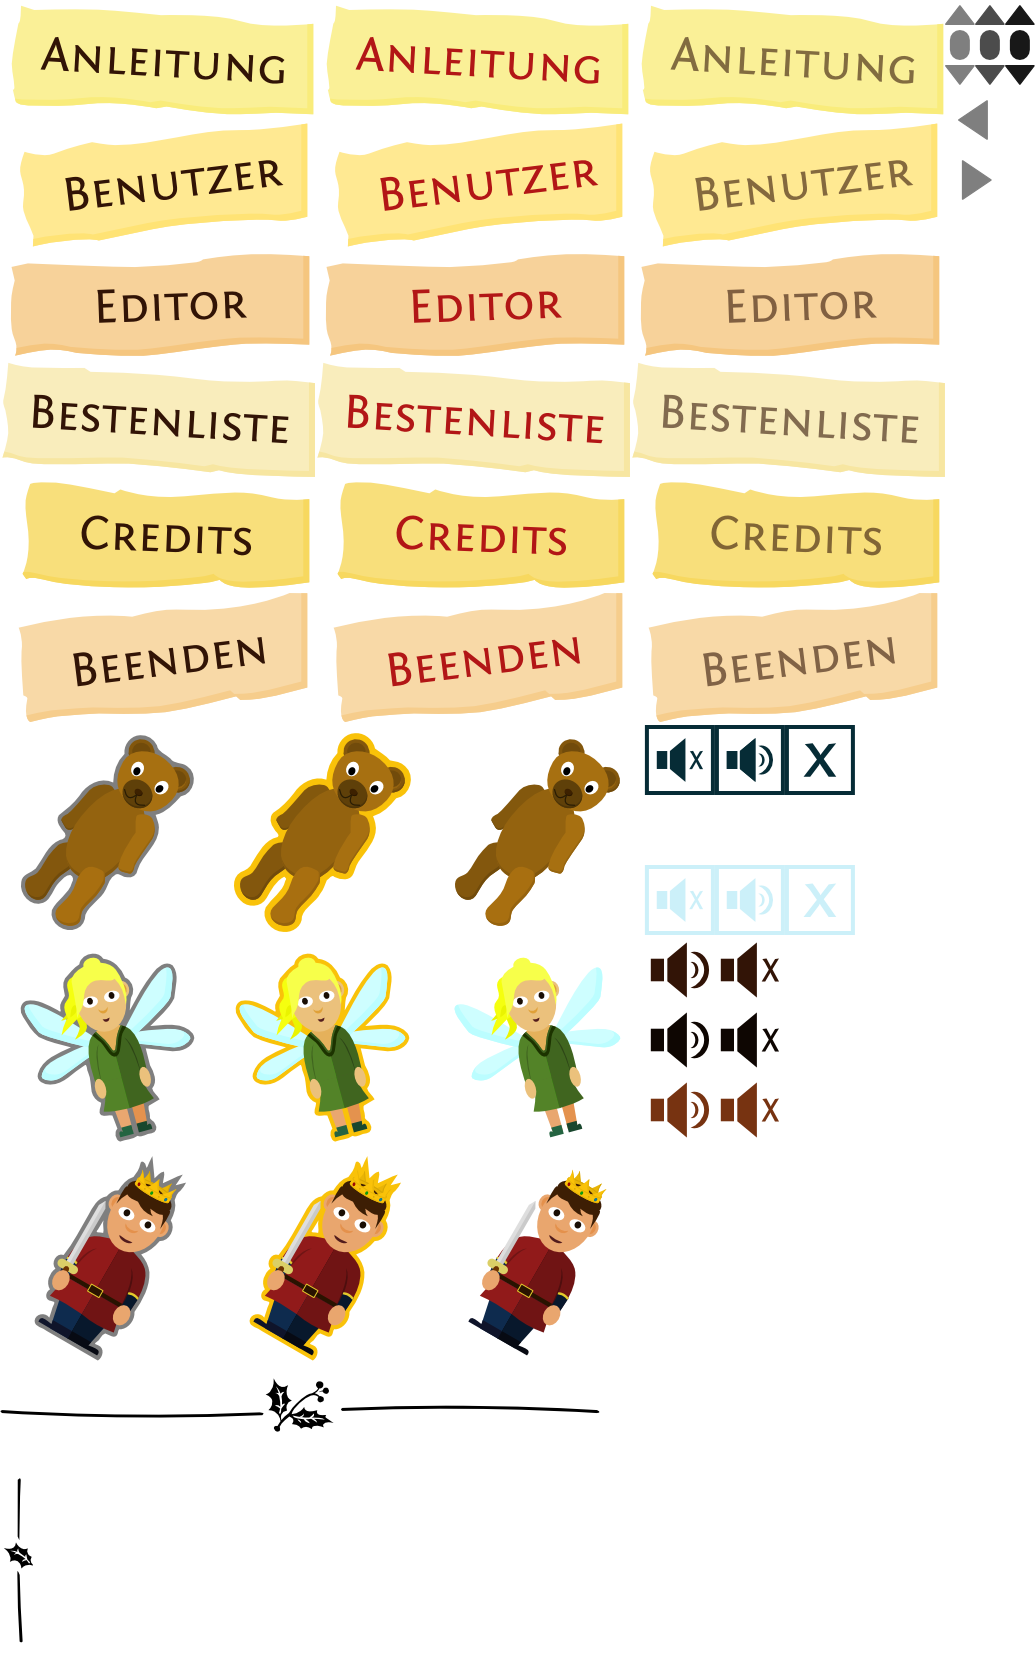 Anleitung Anleitung Anleitung
Benutzer Benutzer Benutzer
Editor Editor Editor
Bestenliste Bestenliste Bestenliste
Credits Credits Credits
Beenden Beenden Beenden
x X
x X
x
x
x